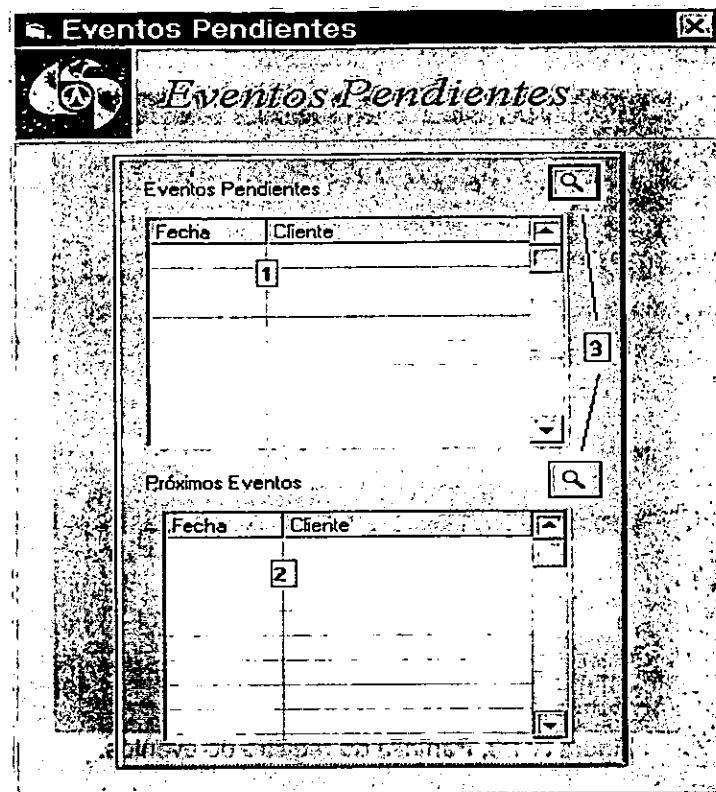 Eventos Pendientes
Eventos Pendientes
Eventos Pendientes
Fecha Cliente
1
3
Próximos Eventos
Fecha Cliente
2